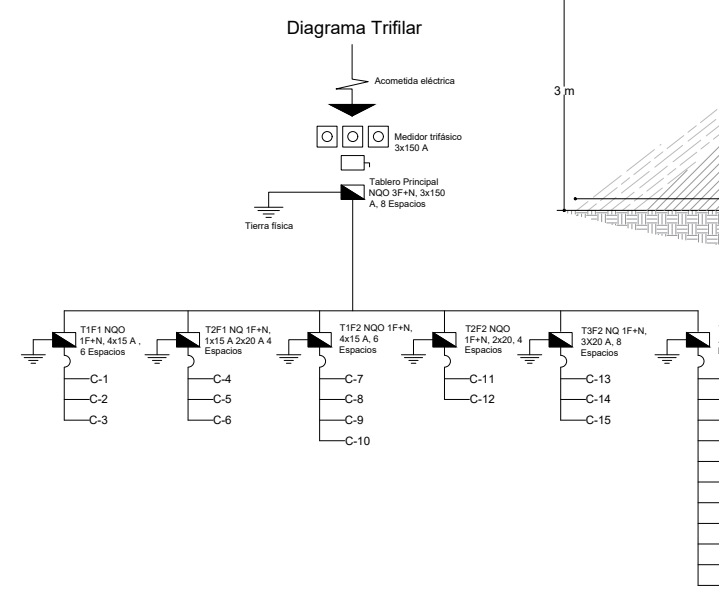 Diagrama Trifilar
Acometida eléctrica
3 m
Medidor trifásico
3x150 A
Tablero Principal
NQO 3F+N, 3x150
A, 8 Espacios
Tierra física
T1F1 NQO
1F+N, 4x15 A ,
6 Espacios
T2F1 NQ 1F+N,
1x15 A 2x20 A 4
Espacios
T1F2 NQO 1F+N,
4x15 A, 6
Espacios
T2F2 NQO
1F+N, 2x20, 4
Espacios
T3F2 NQ 1F+N,
3X20 A, 8
Espacios
C-1
C-2
C-3
C-4
C-5
C-6
C-7
C-8
C-9
C-10
C-11
C-12
C-13
C-14
C-15